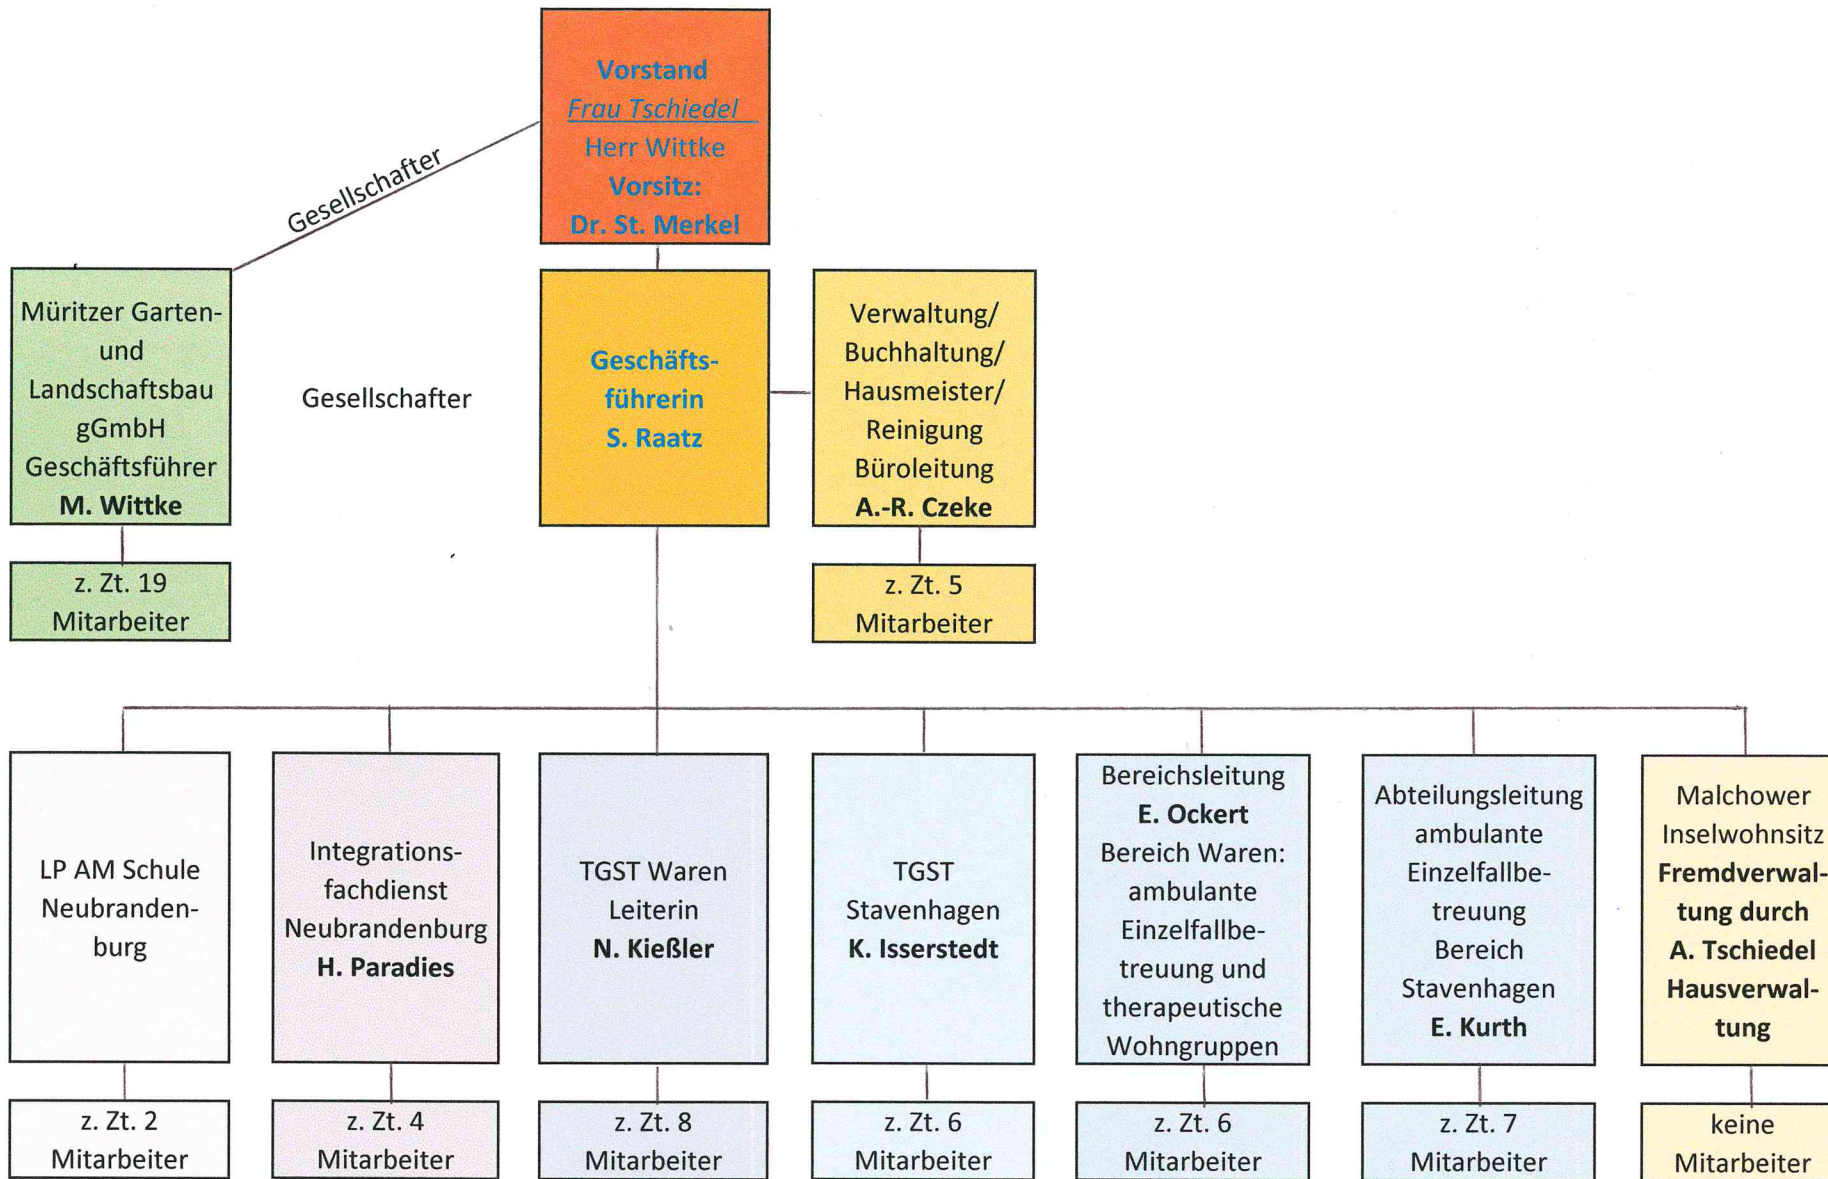 Vorstand
Frau Tschiedel
Herr Wittke
Vorsitz:
Dr. St. Merkel
Gesellschafter
Müritzer Garten-
und
Landschaftsbau
gGmbH
Geschäftsführer
M. Wittke
Gesellschafter
Geschäfts-
führerin
S. Raatz
Verwaltung/
Buchhaltung/
Hausmeister/
Reinigung
Büroleitung
A.-R. Czeke
z. Zt. 19
Mitarbeiter
z. Zt. 5
Mitarbeiter
LP AM Schule
Neubranden-
burg
Integrations-
fachdienst
Neubrandenburg
H. Paradies
TGST Waren
Leiterin
N. Kießler
TGST
Stavenhagen
K. Isserstedt
Bereichsleitung
E. Ockert
Bereich Waren:
ambulante
Einzelfallbe-
treuung und
therapeutische
Wohngruppen
Abteilungsleitung
ambulante
Einzelfallbe-
treuung
Bereich
Stavenhagen
E. Kurth
Malchower
Inselwohnsitz
Fremdverwal-
tung durch
A. Tschiedel
Hausverwal-
tung
z. Zt. 2
Mitarbeiter
z. Zt. 4
Mitarbeiter
z. Zt. 8
Mitarbeiter
z. Zt. 6
Mitarbeiter
z. Zt. 6
Mitarbeiter
z. Zt. 7
Mitarbeiter
keine
Mitarbeiter